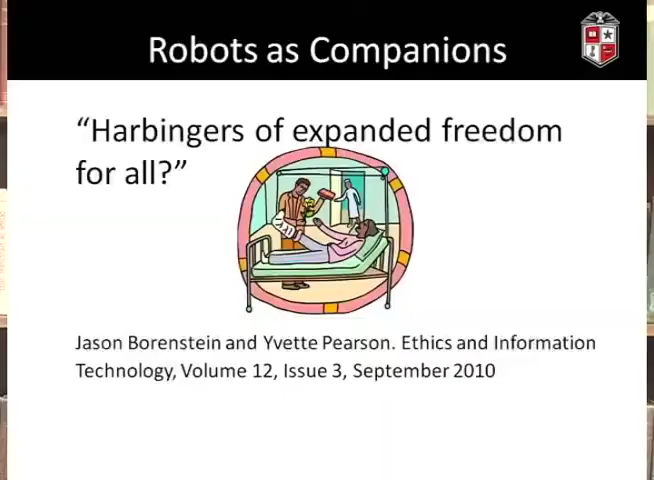 Robots as Companions
“Harbingers of expanded freedom
for all?”
Jason Borenstein and Yvette Pearson. Ethics and Information
Technology, Volume 12, Issue 3, September 2010